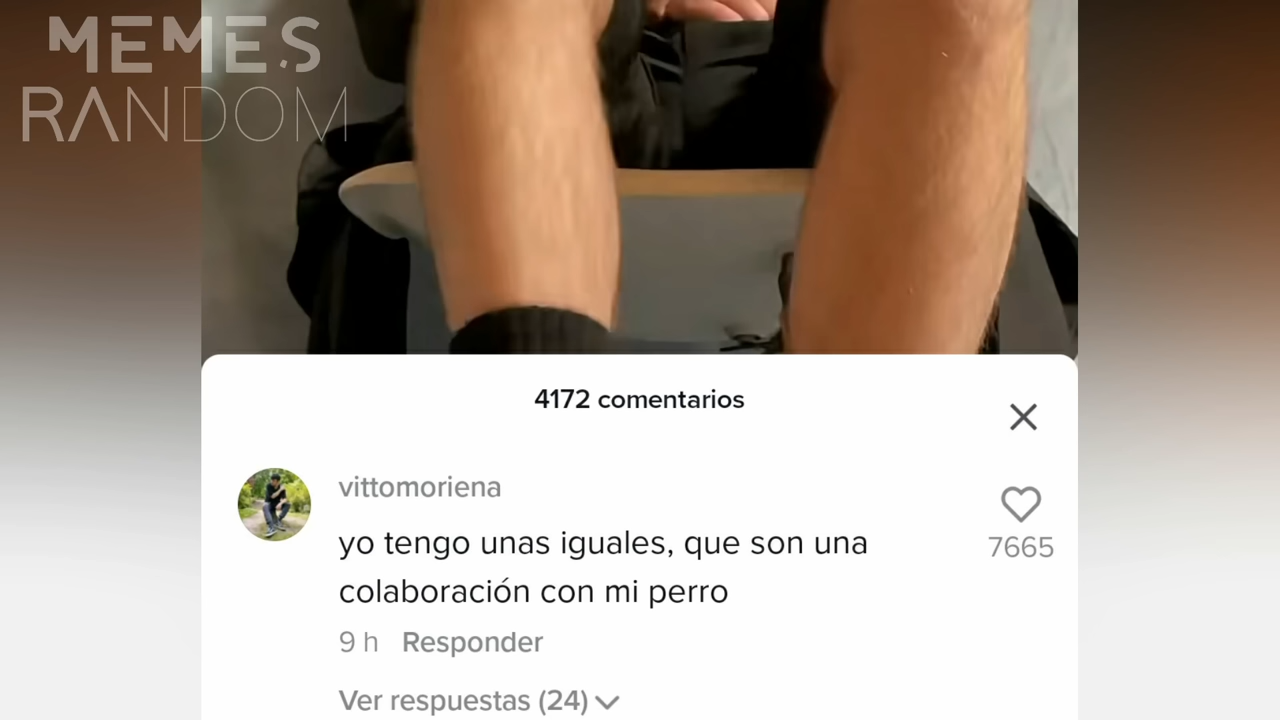 MEMES
RANDOM
4172 comentarios
vittomoriena
yo tengo unas iguales, que son una
colaboración con mi perro
7665
9 h Responder
Ver respuestas (24)